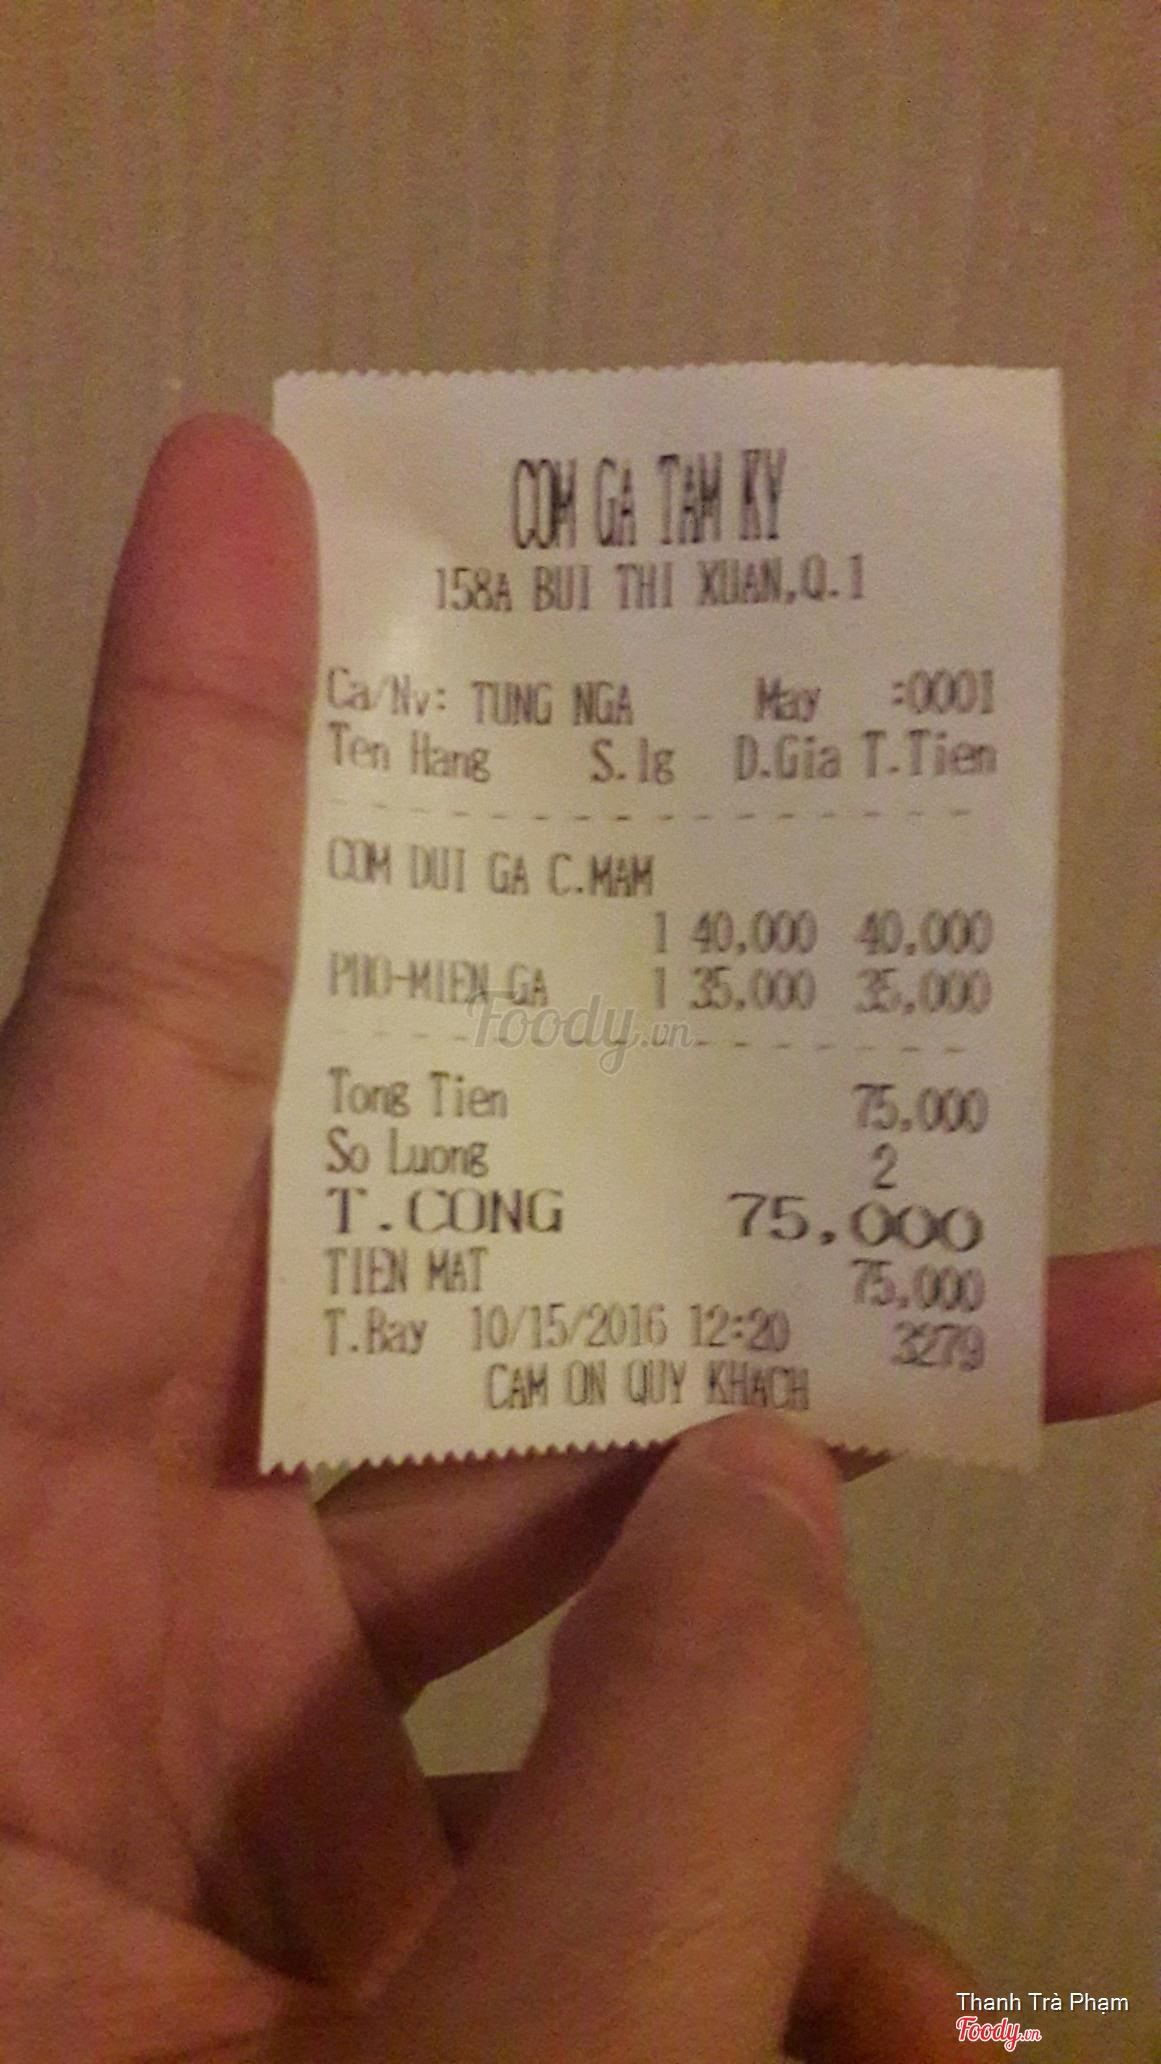 COM GA TAM KY
158A BUI THI XUAN,Q.1
Ca/Nv: TUNG NGA May :0001
Ten Hang S.lg D.Gia T.Tien
COM DUI GA C.MAM
1 40,000 40,000
PHO-MIEN GA 1 35,000 35,000
Foody.vn
Tong Tien 75,000
So Luong 2
T.CONG 75,000
TIEN MAT 75,000
T.Bay 10/15/2016 12:20 3279
CAM ON QUY KHACH
Thanh Trà Phạm
Foody.vn